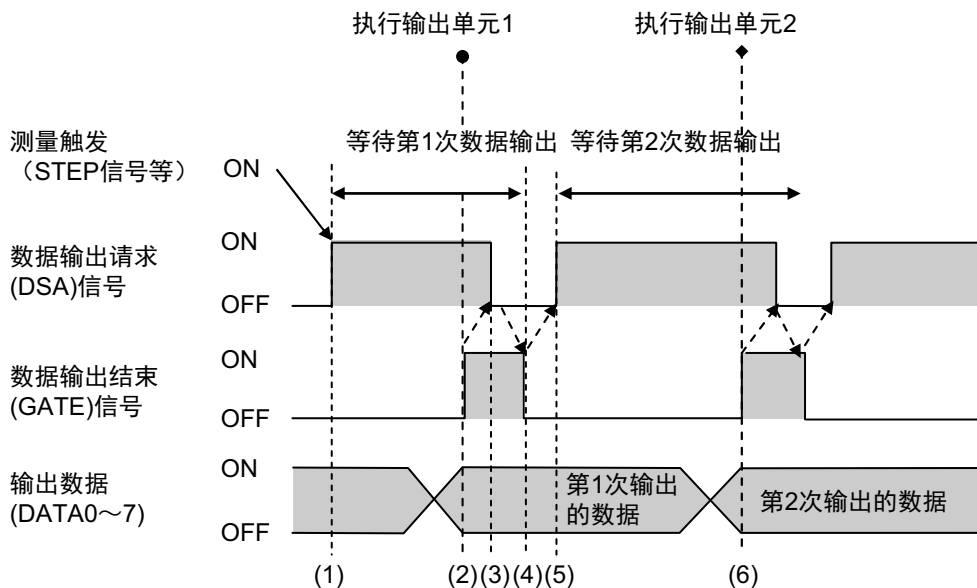 执行输出单元1
执行输出单元2
测量触发
（STEP信号等）
ON
等待第1次数据输出
等待第2次数据输出
数据输出请求
(DSA)信号
ON
OFF
数据输出结束
(GATE)信号
ON
OFF
输出数据
(DATA0～7)
ON
OFF
第1次输出
的数据
第2次输出的数据
(1)
(2)
(3)
(4)
(5)
(6)